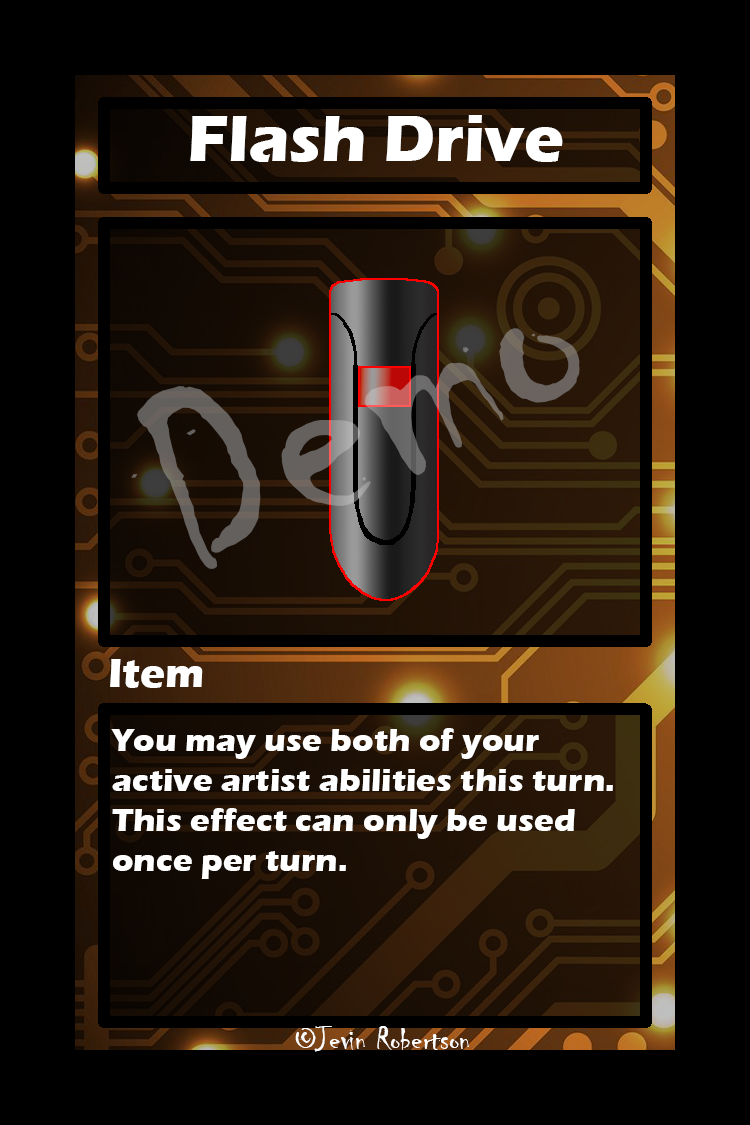 Flash Drive
Demo
Item
You may use both of your
active artist abilities this turn.
This effect can only be used
once per turn.
©Jevin Robertson